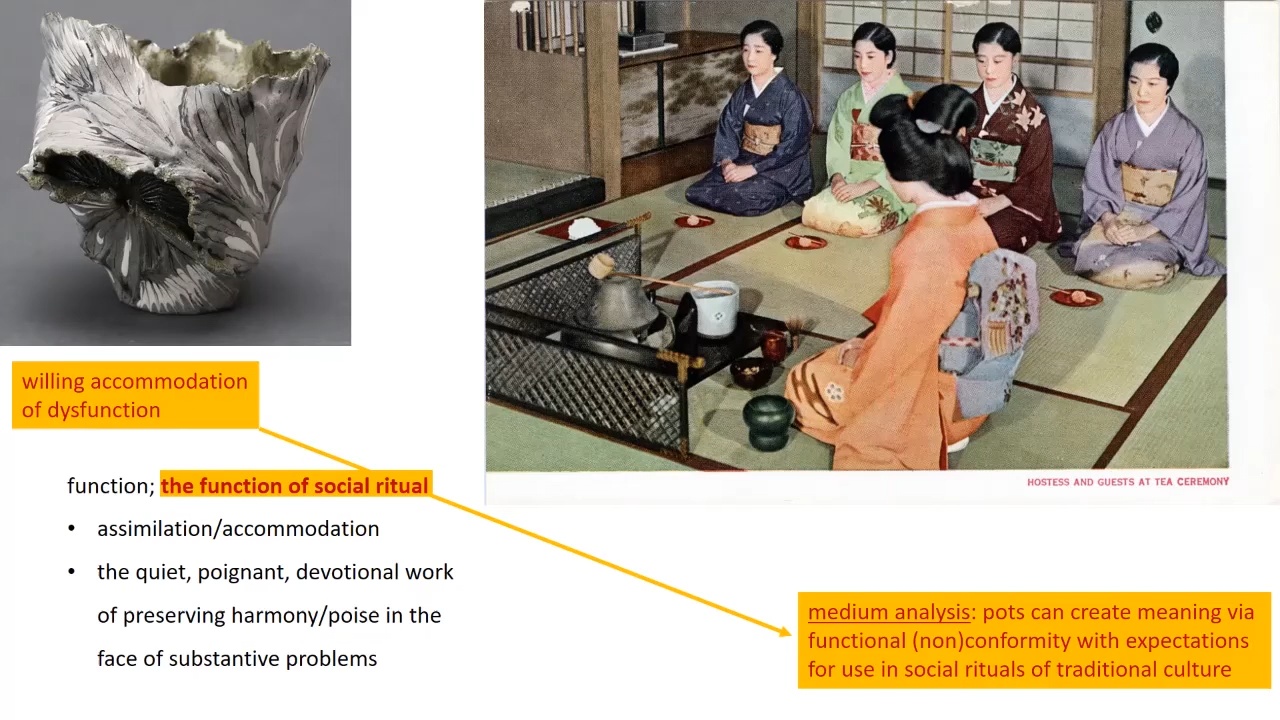 HOSTESS AND GUESTS AT TEA CEREMONY
willing accommodation
of dysfunction
function; the function of social ritual
• assimilation/accommodation
• the quiet, poignant, devotional work
of preserving harmony/poise in the
face of substantive problems
medium analysis: pots can create meaning via
functional (non)conformity with expectations
for use in social rituals of traditional culture